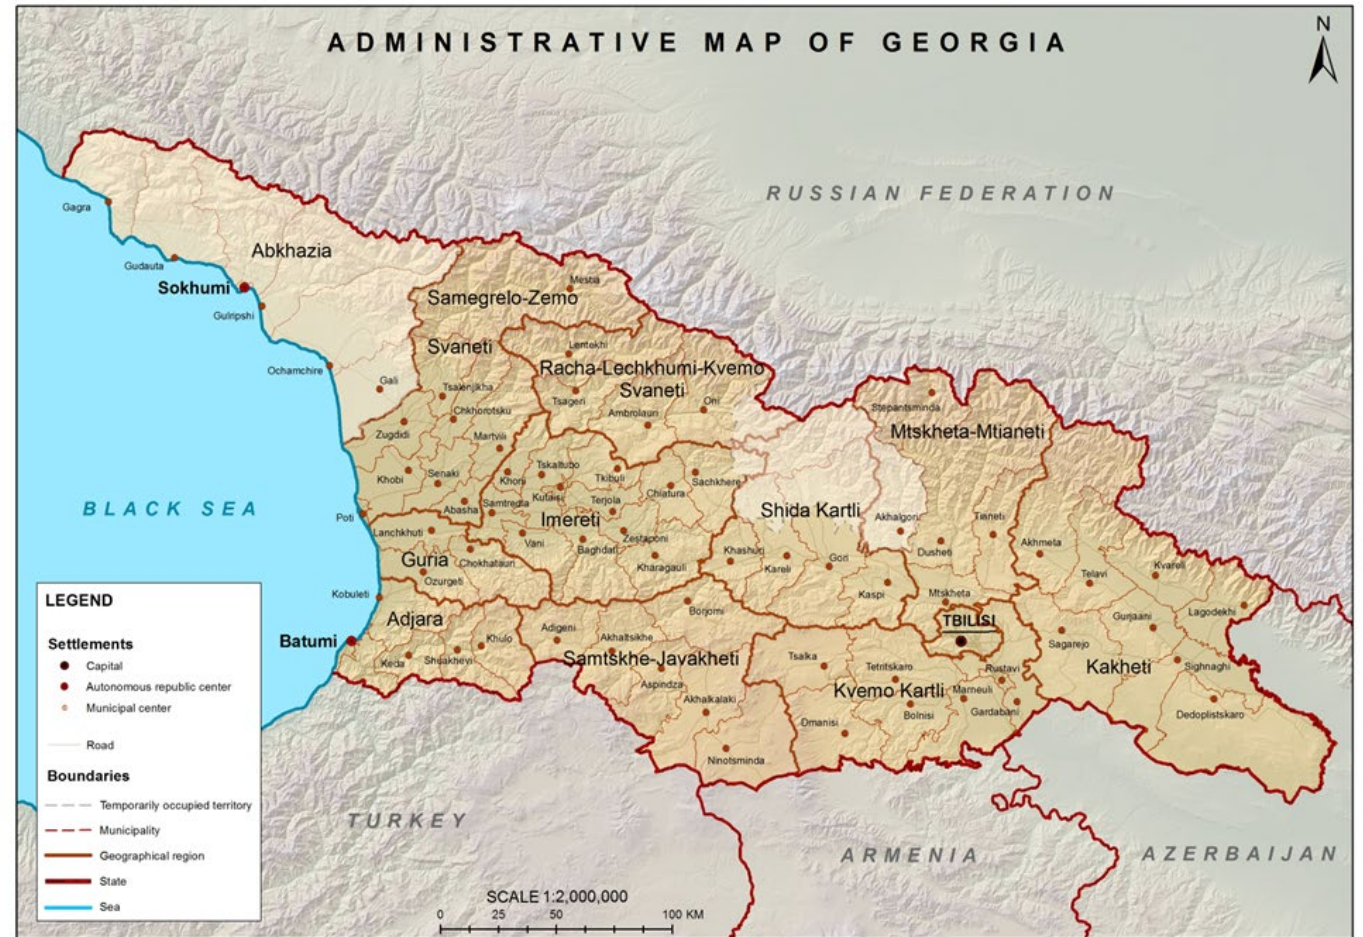 ADMINISTRATIVE MAP OF GEORGIA
N
RUSSIAN FEDERATION
Gagra
Abkhazia
Gudauta
Sokhumi
Gulripshi
Mestia
Samegrelo-Zemo
Svaneti
Lentekhi
Racha-Lechkhumi-Kvemo
Svaneti
Ochamchire
Gali
Tsalenjikha
Tsageri
Oni
Chkhorotsku
Ambrolauri
Stepantsminda
Mtskheta-Mtianeti
Zugdidi
Martvili
Khobi
Senaki
Khoni
Tskaltubo
Tkibuli
Sachkhere
Kutaisi
Chiatura
Abasha
Samtredia
Terjola
BLACK SEA
Poti
Imereti
Shida Kartli
Akhalgori
Tianeti
Lanchkhuti
Vani
Zestaponi
Baghdati
Khashuri
Dusheti
Akhmeta
Guria
Chokhatauri
Kharagauli
Kareli
Gori
Kvareli
Ozurgeti
Telavi
Kobuleti
Kaspi
Mtskheta
Lagodekhi
Adjara
Borjomi
TBILISI
Gurjaani
Batumi
Khulo
Adigeni
Akhaltsikhe
Sagarejo
Keda
Shuakhevi
Samtskhe-Javakheti
Tsalka
Tetritskaro
Rustavi
Kakheti
Sighnaghi
Aspindza
Kvemo Kartli
Marneuli
Akhalkalaki
Bolnisi
Gardabani
Dedoplistskaro
Dmanisi
Ninotsminda
LEGEND
Settlements
Capital
Autonomous republic center
Municipal center
Road
Boundaries
Temporarily occupied territory
Municipality
Geographical region
State
Sea
TURKEY
ARMENIA
AZERBAIJAN
SCALE 1:2,000,000
0 25 50 100 KM